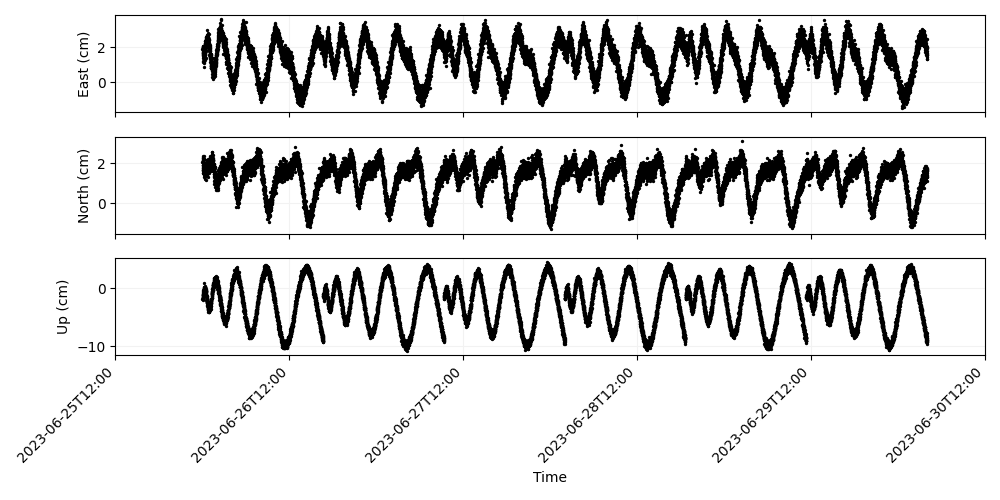 East (cm)
2
0
North (cm)
2
0
Up (cm)
0
−10
2023-06-25T12:00
2023-06-26T12:00
2023-06-27T12:00
2023-06-28T12:00
2023-06-29T12:00
2023-06-30T12:00
Time